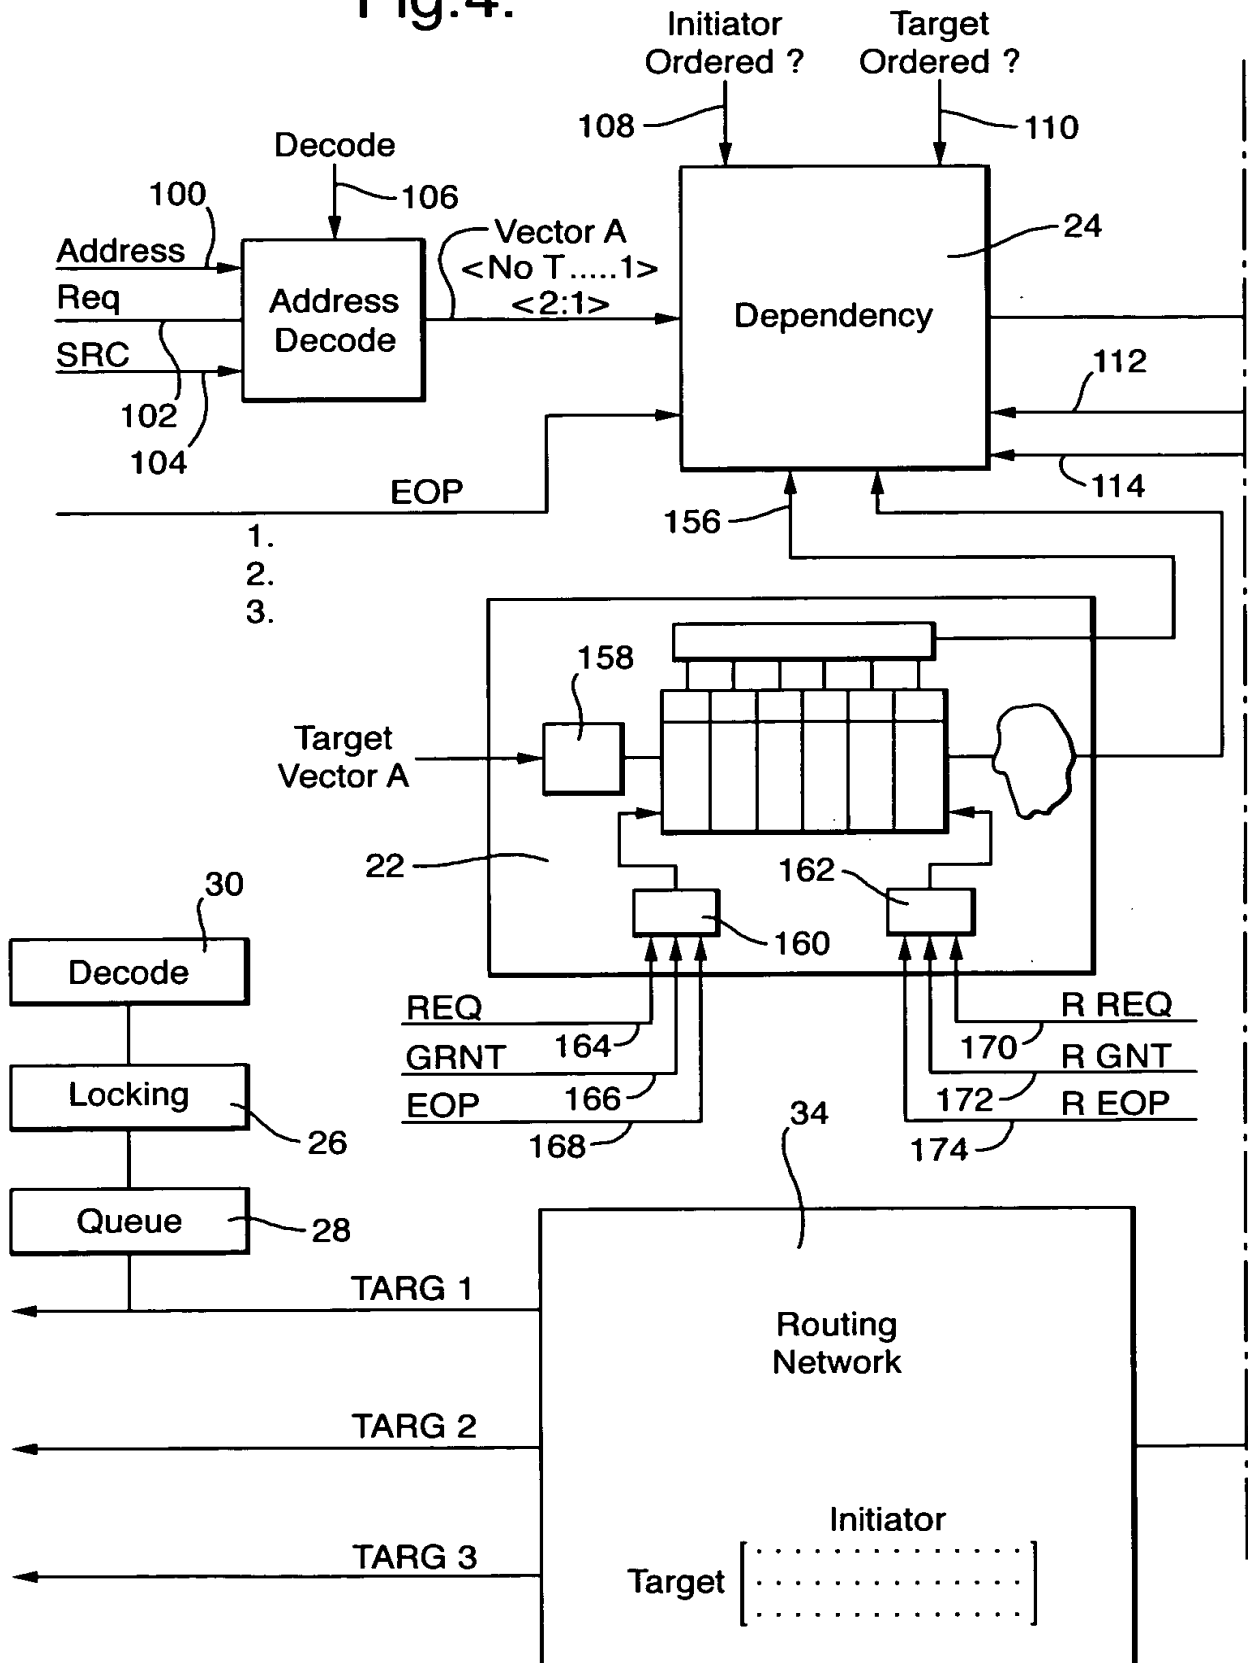 Fig.4.
Initiator
Ordered ?
Target
Ordered ?
108
110
Decode
106
100
Address
Req
SRC
102
104
Address
Decode
Vector A
<No T.....1>
<2:1>
Dependency
24
112
114
EOP
1.
2.
3.
156
158
Target
Vector A
22
162
160
REQ
164
GRNT
166
EOP
168
R REQ
170
R GNT
172
R EOP
174
30
Decode
Locking
26
Queue
28
34
TARG 1
TARG 2
TARG 3
Routing
Network
Initiator
Target